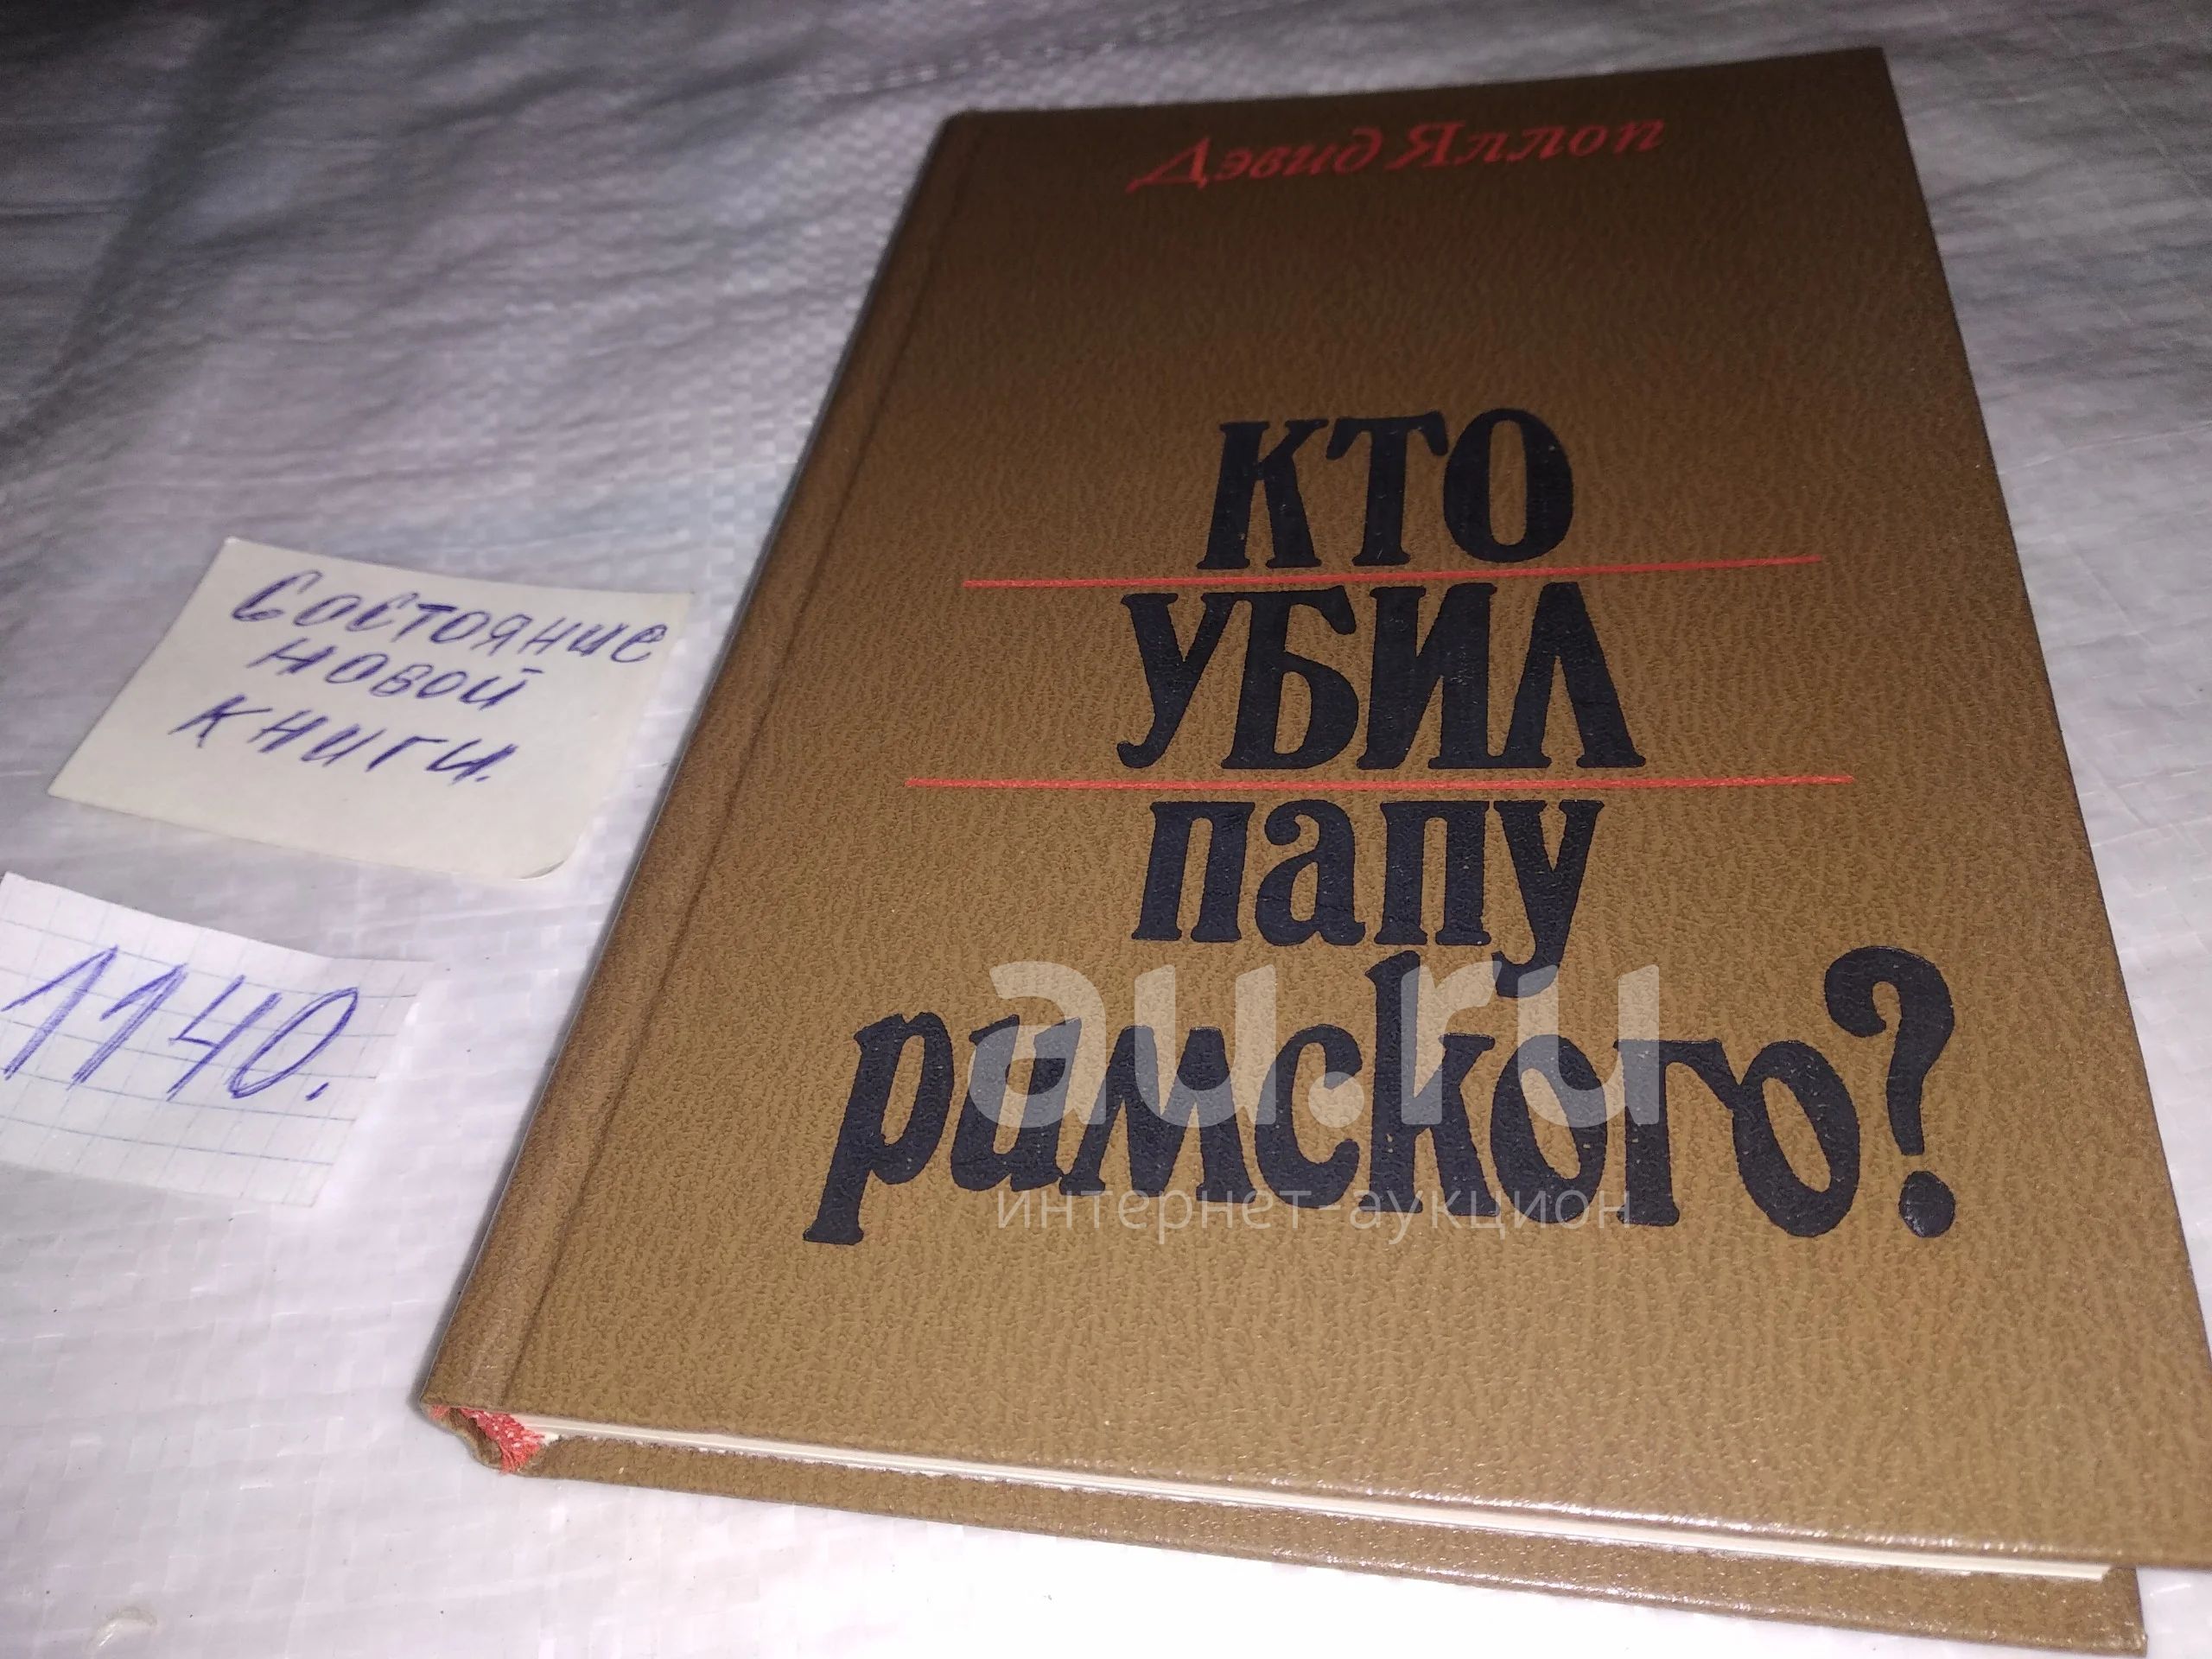 Дэвид Яллоп
КТО
УБИЛ
папу
римского?
Состояние
новой
книги.
1140.
au.ru
интернет-аукцион